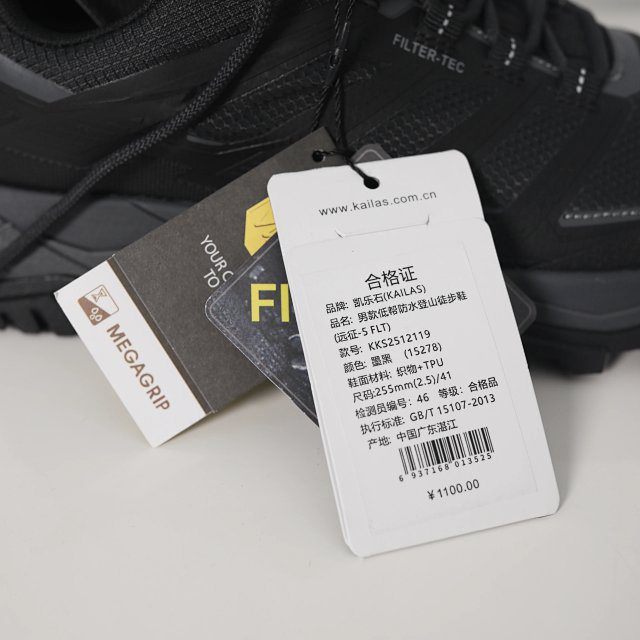 FILTER-TEC
www.kailas.com.cn
合格证
品牌: 凯乐石(KAILAS)
品名: 男款低帮防水登山徒步鞋
(远征-5 FLT)
款号: KKS2512119
颜色: 墨黑 (15278)
鞋面材料: 织物+TPU
尺码:255mm(2.5)/41
检测员编号: 46 等级: 合格品
执行标准: GB/T 15107-2013
产地: 中国广东湛江
6 937168 013525
¥1100.00
YOUR
TO
FI
MEGAGRIP